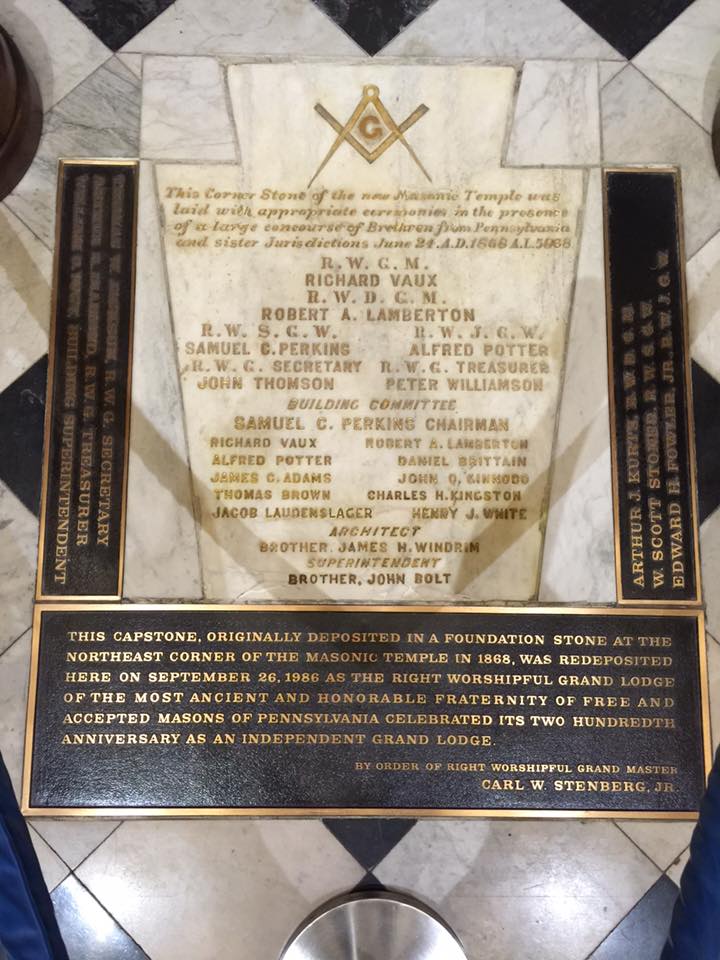 G
This Corner Stone of the new Masonic Temple was
laid with appropriate ceremonies in the presence
of a large concourse of Brethren from Pennsylvania
and sister Jurisdictions June 24. A.D. 1868 A.L. 5868
R. W. G. M.
RICHARD VAUX
R. W. D. G. M.
ROBERT A. LAMBERTON
R. W. S. G. W. R. W. J. G. W.
SAMUEL C. PERKINS ALFRED POTTER
R. W. G. SECRETARY R. W. G. TREASURER
JOHN THOMSON PETER WILLIAMSON
BUILDING COMMITTEE
SAMUEL C. PERKINS CHAIRMAN
RICHARD VAUX ROBERT A. LAMBERTON
ALFRED POTTER DANIEL BRITTAIN
JAMES C. ADAMS JOHN O.
THOMAS BROWN CHARLES H. KINGSTON
JACOB LAUDENSLAGER HENRY J. WHITE
ARCHITECT
BROTHER. JAMES H. WINDRIM
SUPERINTENDENT
BROTHER, JOHN BOLT
R.W.G. SECRETARY
R.W.G. TREASURER
BUILDING SUPERINTENDENT
ARTHUR J. KURTZ, R.W.D.G.M.
W. SCOTT R.W.S.G.W.
EDWARD H. FOWLER, JR. R.W.J.G.W.
THIS CAPSTONE, ORIGINALLY DEPOSITED IN A FOUNDATION STONE AT THE
NORTHEAST CORNER OF THE MASONIC TEMPLE IN 1868, WAS REDEPOSITED
HERE ON SEPTEMBER 26, 1986 AS THE RIGHT WORSHIPFUL GRAND LODGE
OF THE MOST ANCIENT AND HONORABLE FRATERNITY OF FREE AND
ACCEPTED MASONS OF PENNSYLVANIA CELEBRATED ITS TWO HUNDREDTH
ANNIVERSARY AS AN INDEPENDENT GRAND LODGE.
BY ORDER OF RIGHT WORSHIPFUL GRAND MASTER
CARL W. STENBERG, JR.